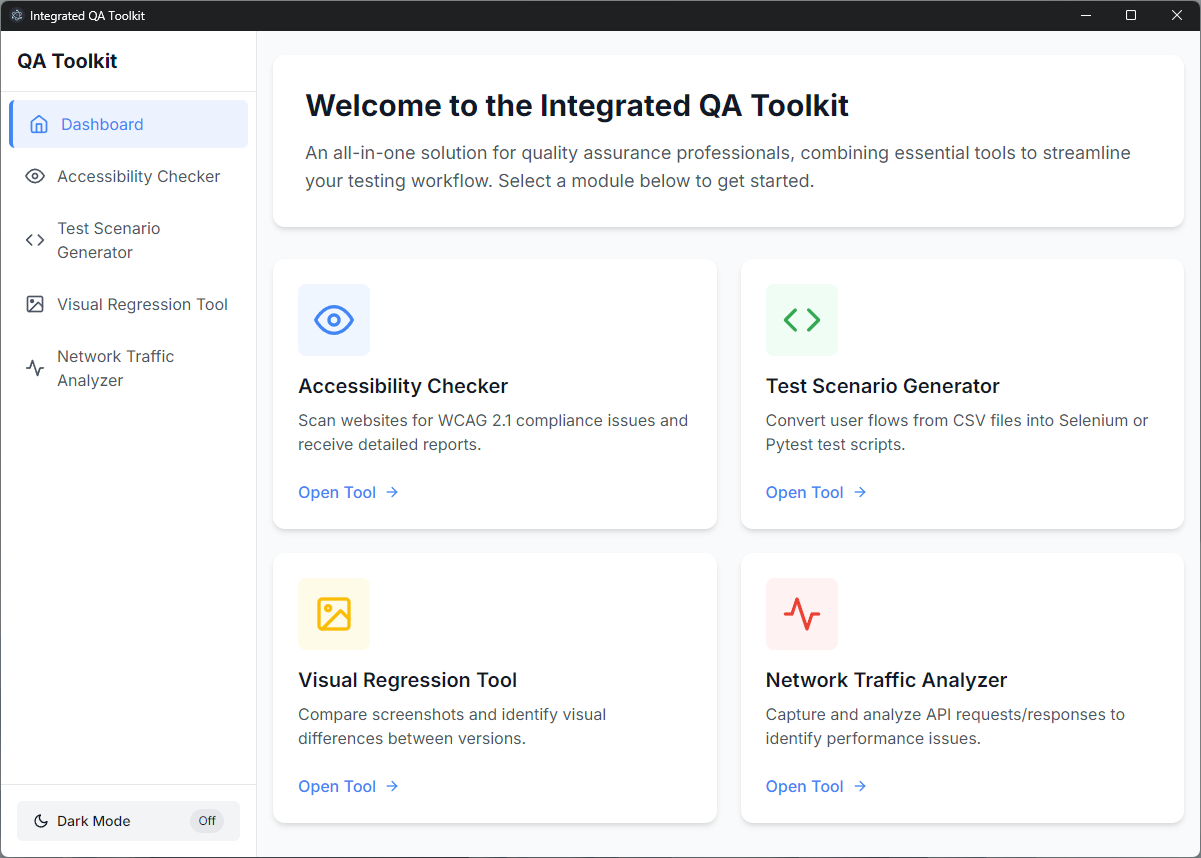 Integrated QA Toolkit
QA Toolkit
Dashboard
Accessibility Checker
Test Scenario
Generator
Visual Regression Tool
Network Traffic
Analyzer
Dark Mode
Off
Welcome to the Integrated QA Toolkit
An all-in-one solution for quality assurance professionals, combining essential tools to streamline
your testing workflow. Select a module below to get started.
Accessibility Checker
Scan websites for WCAG 2.1 compliance issues and
receive detailed reports.
Open Tool →
Test Scenario Generator
Convert user flows from CSV files into Selenium or
Pytest test scripts.
Open Tool →
Visual Regression Tool
Compare screenshots and identify visual
differences between versions.
Open Tool →
Network Traffic Analyzer
Capture and analyze API requests/responses to
identify performance issues.
Open Tool →